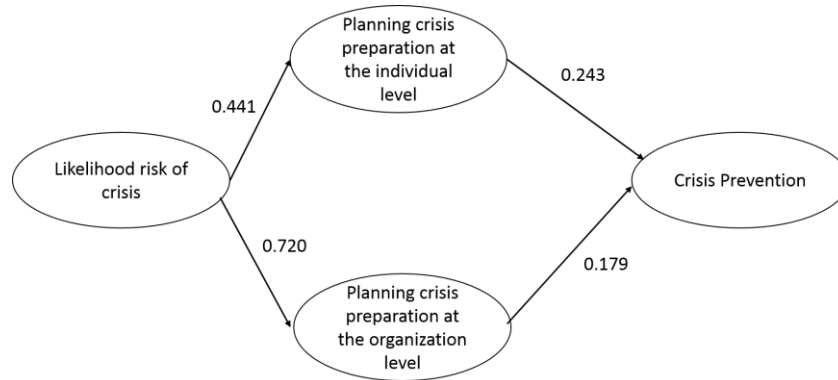 Planning crisis
preparation at
the individual
level
0.441
0.243
Likelihood risk of
crisis
Crisis Prevention
0.720
0.179
Planning crisis
preparation at
the organization
level